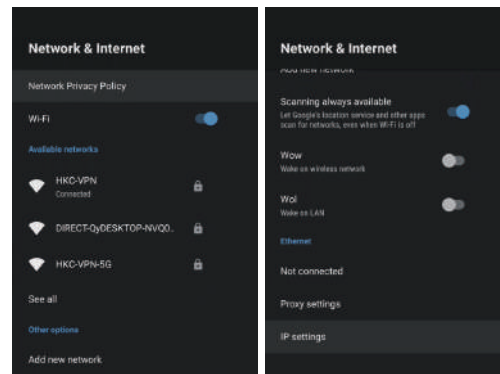 Network & Internet
Network Privacy Policy
Wi-Fi
Available networks
HKC-VPN
Connected
DIRECT-QyDESKTOP-NVQ0..
HKC-VPN-5G
See all
Other options
Add new network
Network & Internet
Add new network
Scanning always available
Let Google's location service and other apps
scan for networks, even when Wi-Fi is off
Wow
Wake on wireless network
Wol
Wake on LAN
Ethernet
Not connected
Proxy settings
IP settings